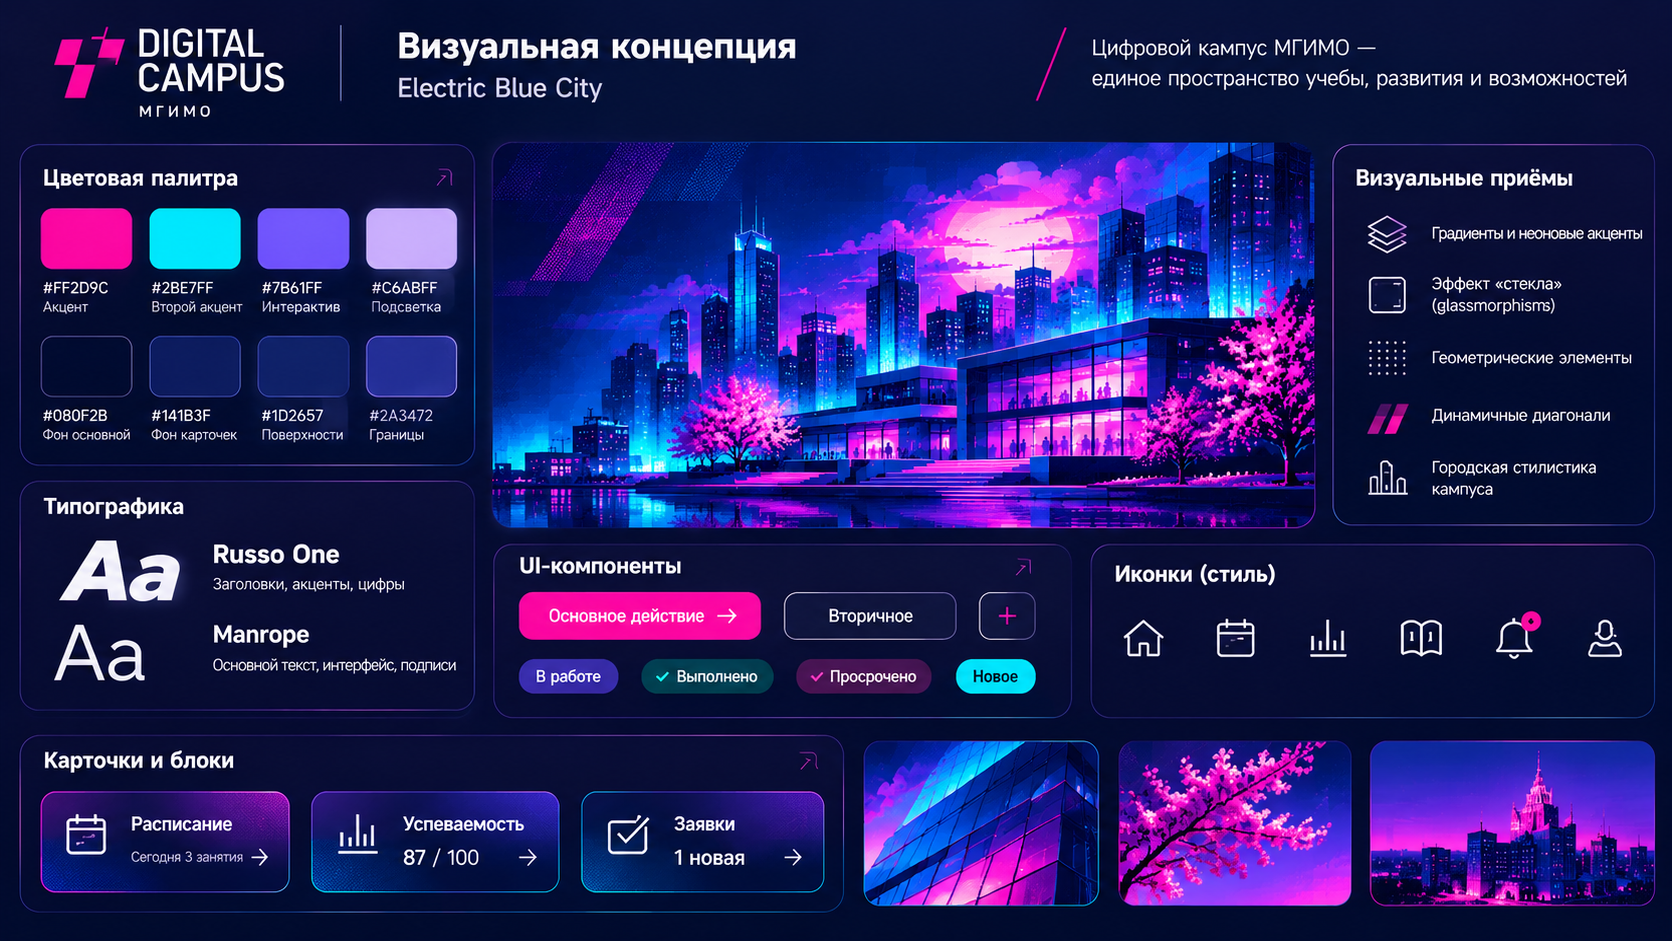 DIGITAL
CAMPUS
МГИМО
Визуальная концепция
Electric Blue City
Цифровой кампус МГИМО —
единое пространство учебы, развития и возможностей
Цветовая палитра
#FF2D9C
Акцент
#2BE7FF
Второй акцент
#7B61FF
Интерактив
#C6ABFF
Подсветка
#080F2B
Фон основной
#141B3F
Фон карточек
#1D2657
Поверхности
#2A3472
Границы
Визуальные приёмы
Градиенты и неоновые акценты
Эффект «стекла»
(glassmorphisms)
Геометрические элементы
Динамичные диагонали
Городская стилистика
кампуса
Типографика
Aa
Russo One
Заголовки, акценты, цифры
Aa
Manrope
Основной текст, интерфейс, подписи
UI-компоненты
Основное действие →
Вторичное
+
В работе
✓ Выполнено
✓ Просрочено
Новое
Иконки (стиль)
Карточки и блоки
Расписание
Сегодня 3 занятия →
Успеваемость
87 / 100 →
Заявки
1 новая →